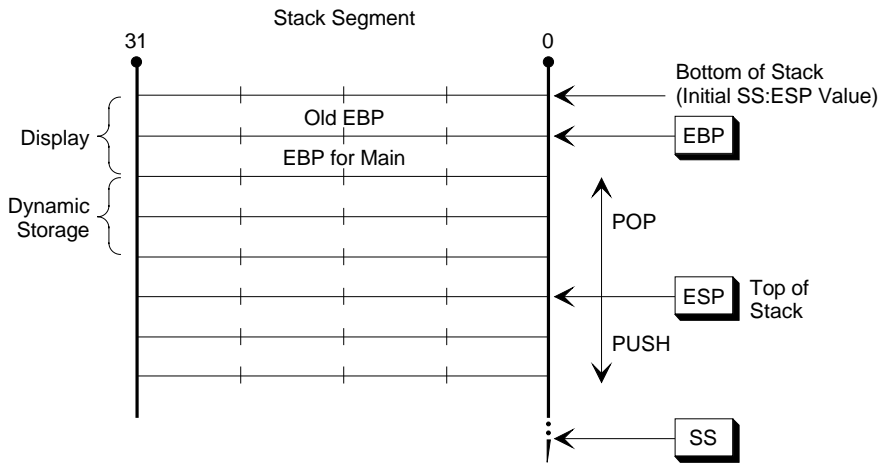 Stack Segment
31
0
Bottom of Stack
(Initial SS:ESP Value)
Old EBP
Display
EBP
EBP for Main
Dynamic
Storage
POP
ESP
Top of
Stack
PUSH
SS